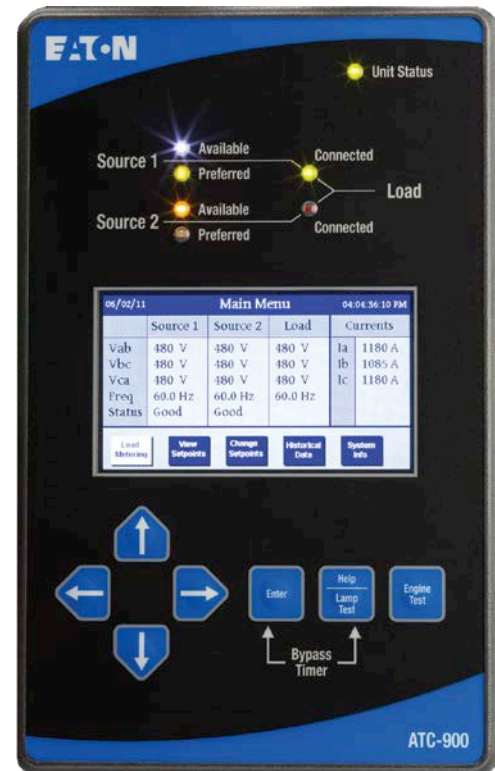 EATON
Unit Status
Available
Source 1
Connected
Preferred
Load
Available
Source 2
Connected
Preferred
05/02/11 Main Menu 04:04:36:10 PM
Source 1 Source 2 Load Currents
Vab 480 V 480 V 480 V Ia 1180 A
Vbc 480 V 480 V 480 V Ib 1085 A
Vca 480 V 480 V 480 V Ic 1180 A
Freq 60.0 Hz 60.0 Hz 60.0 Hz
Status Good Good
Load Metering
View Setpoints
Change Setpoints
Historical Data
System Info
Enter
Help
Lamp Test
Engine Test
Bypass Timer
ATC-900